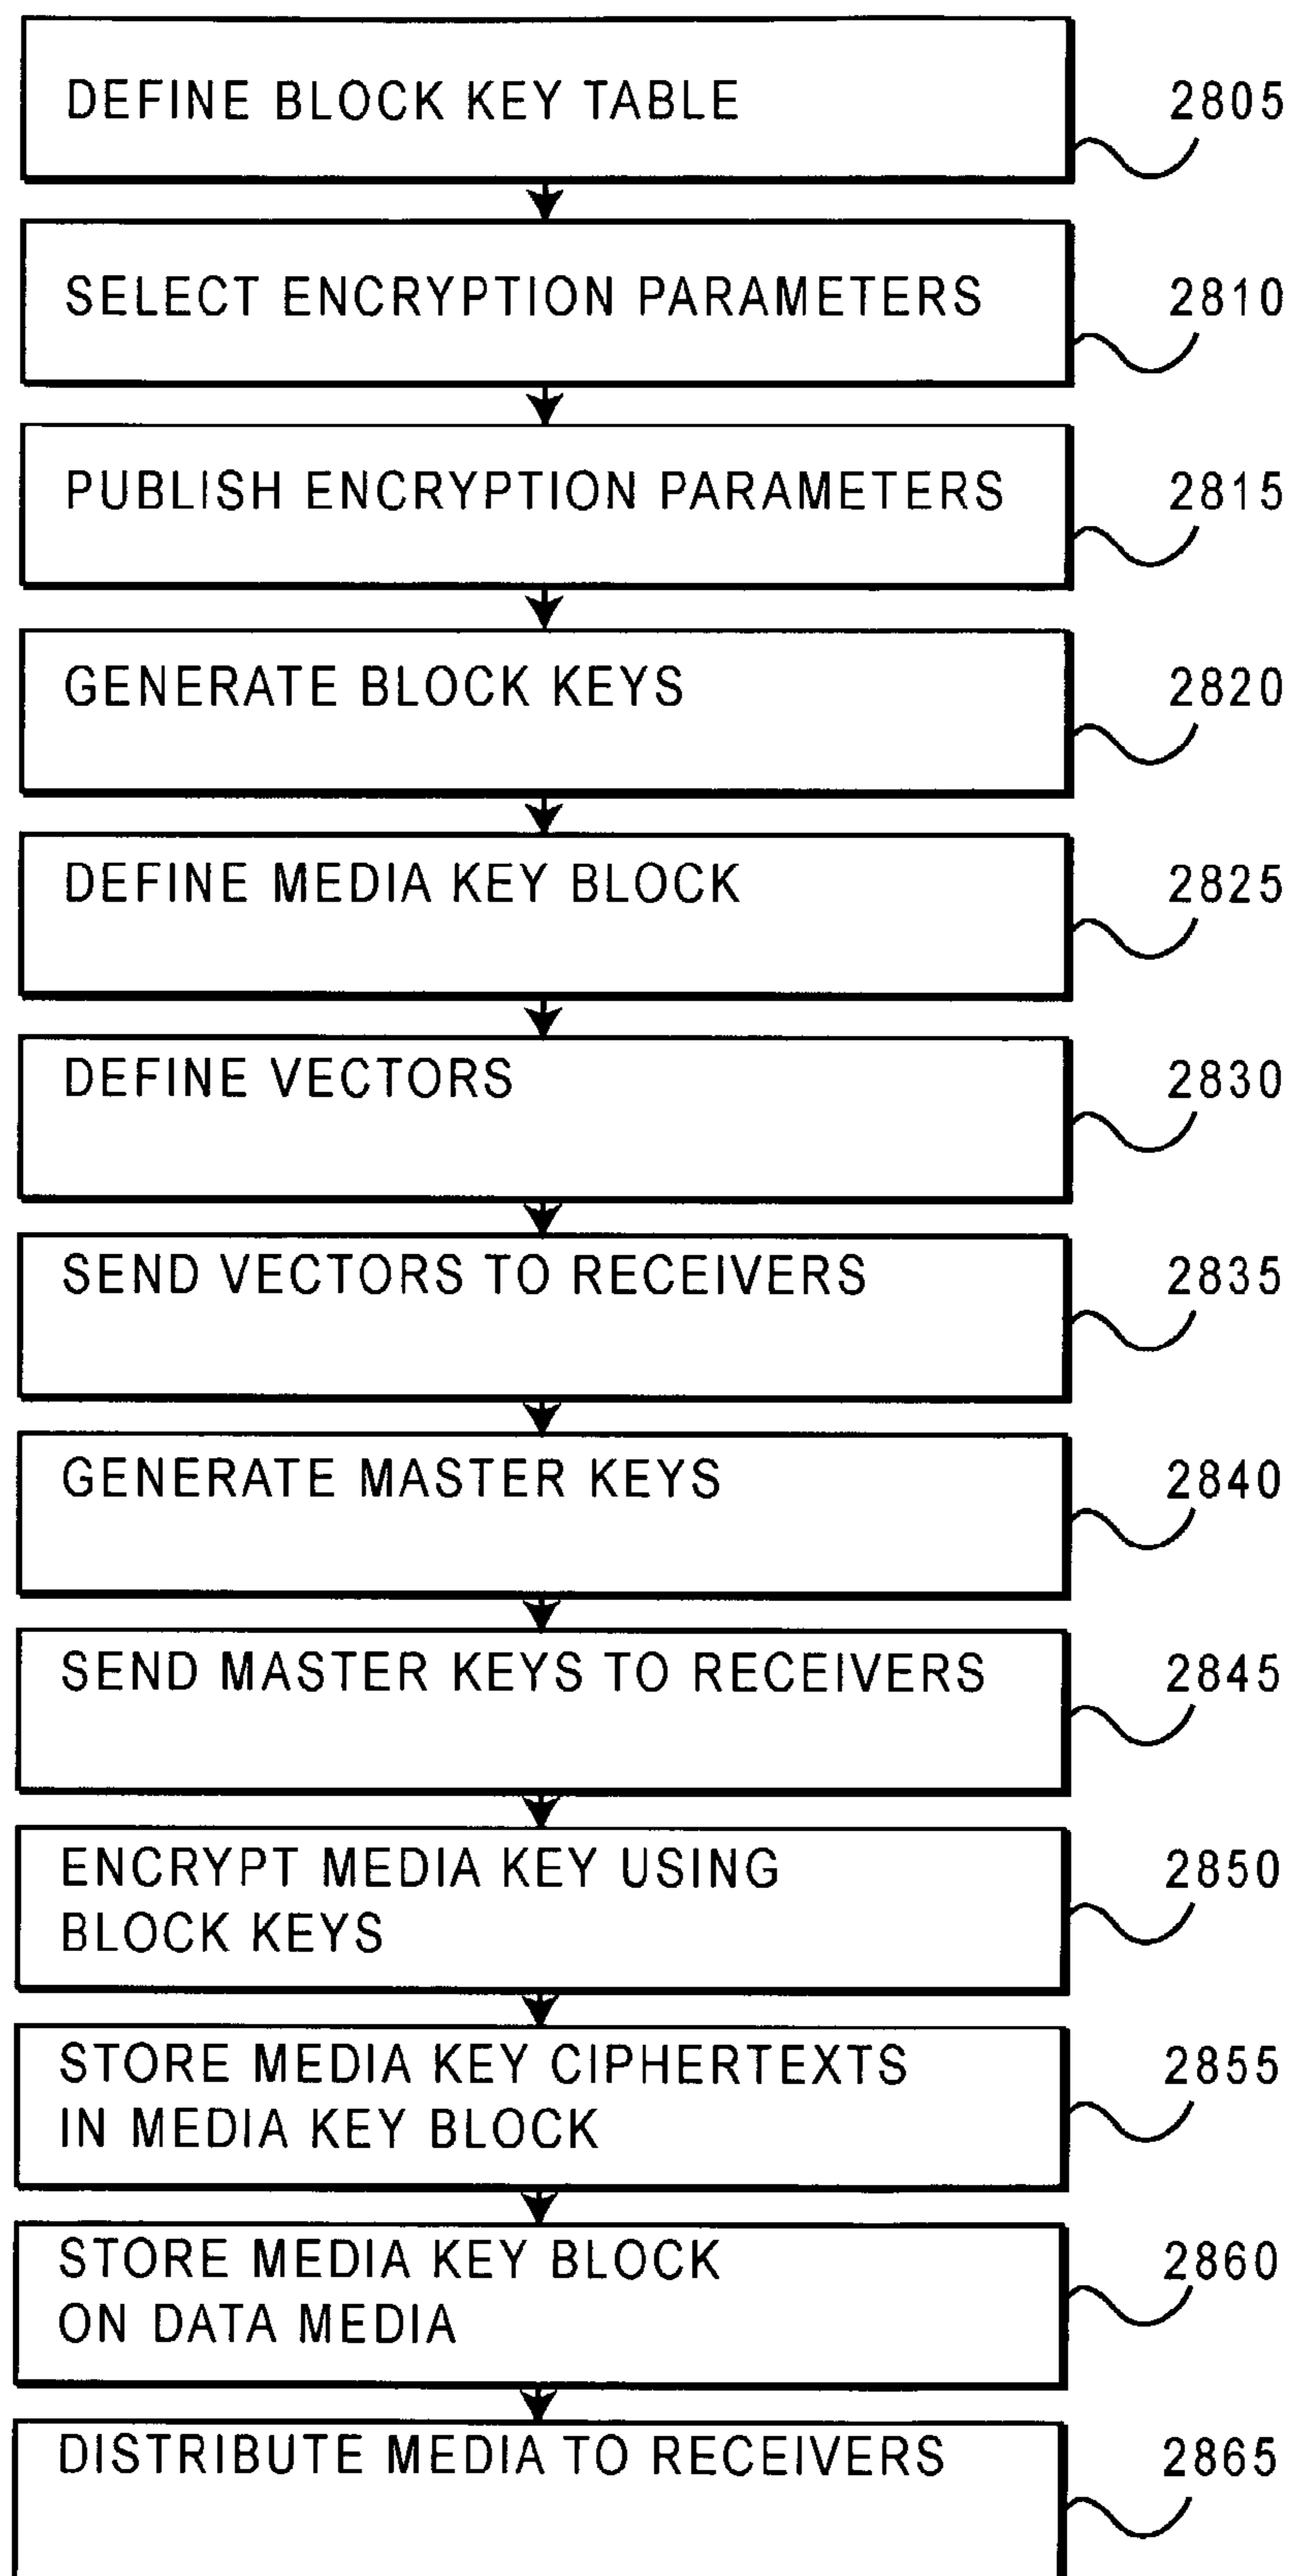 DEFINE BLOCK KEY TABLE 2805
SELECT ENCRYPTION PARAMETERS 2810
PUBLISH ENCRYPTION PARAMETERS 2815
GENERATE BLOCK KEYS 2820
DEFINE MEDIA KEY BLOCK 2825
DEFINE VECTORS 2830
SEND VECTORS TO RECEIVERS 2835
GENERATE MASTER KEYS 2840
SEND MASTER KEYS TO RECEIVERS 2845
ENCRYPT MEDIA KEY USING 2850
BLOCK KEYS
STORE MEDIA KEY CIPHERTEXTS 2855
IN MEDIA KEY BLOCK
STORE MEDIA KEY BLOCK 2860
ON DATA MEDIA
DISTRIBUTE MEDIA TO RECEIVERS 2865